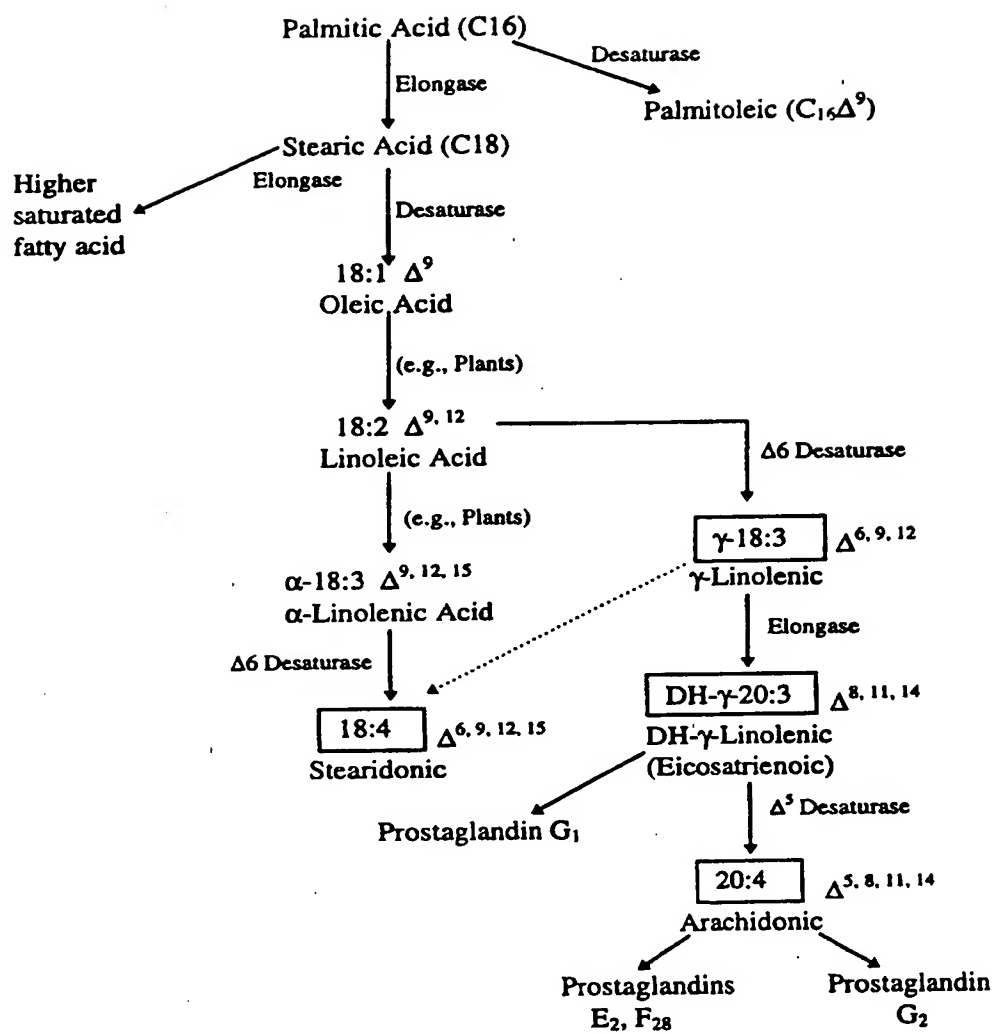 Palmitic Acid (C16)
Desaturase
Elongase
Palmitoleic (C₁₆Δ⁹)
Stearic Acid (C18)
Elongase
Higher
saturated
fatty acid
Desaturase
18:1 Δ⁹
Oleic Acid
(e.g., Plants)
18:2 Δ⁹, ¹²
Linoleic Acid
Δ6 Desaturase
(e.g., Plants)
γ-18:3 Δ⁶, ⁹, ¹²
γ-Linolenic
α-18:3 Δ⁹, ¹², ¹⁵
α-Linolenic Acid
Elongase
Δ6 Desaturase
DH-γ-20:3 Δ⁸, ¹¹, ¹⁴
DH-γ-Linolenic
(Eicosatrienoic)
18:4 Δ⁶, ⁹, ¹², ¹⁵
Stearidonic
Δ⁵ Desaturase
Prostaglandin G₁
20:4 Δ⁵, ⁸, ¹¹, ¹⁴
Arachidonic
Prostaglandins
E₂, F₂₈
Prostaglandin
G₂